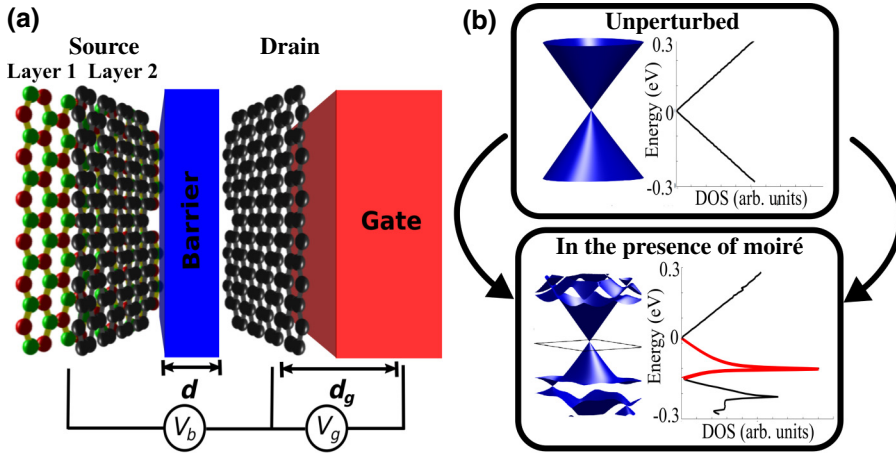 (a)
Source
Drain
Layer 1 Layer 2
Barrier
Gate
d
d_g
V_b
V_g
(b)
Unperturbed
0.3
0
-0.3
Energy (eV)
DOS (arb. units)
In the presence of moiré
0.3
0
-0.3
Energy (eV)
DOS (arb. units)